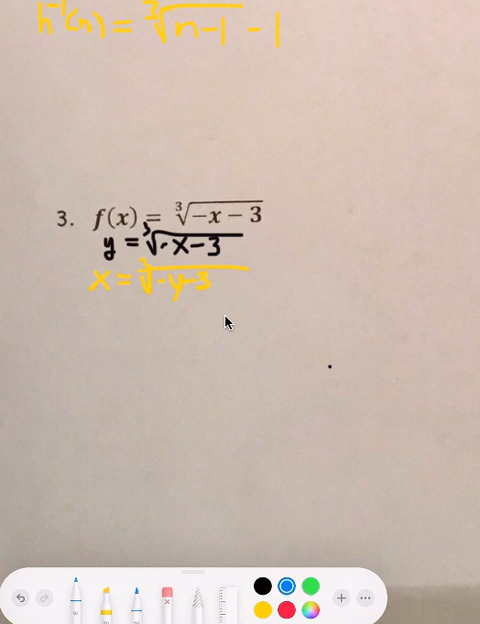 h⁻¹(n) = ∛(n-1) - 1
3. f(x) = ∛(−x − 3)
y = ∛(-x-3)
x = ∛(-y-3)